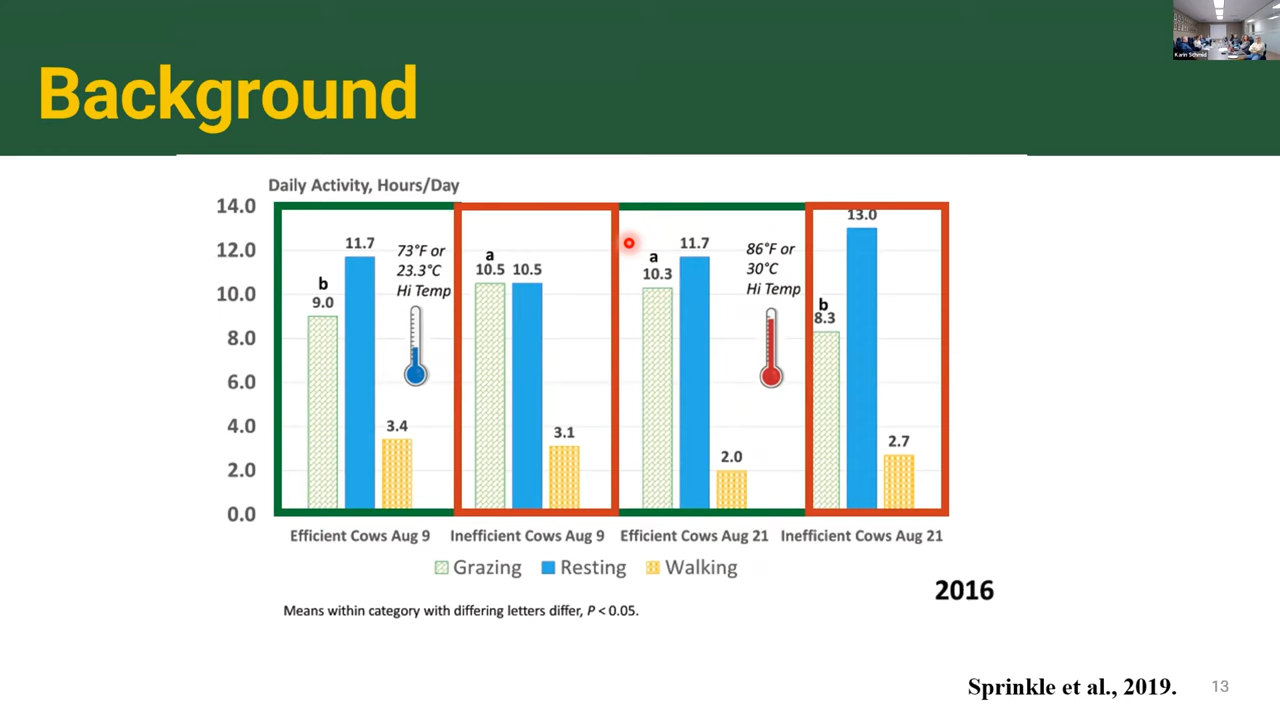 Karin Schmid
Background
Daily Activity, Hours/Day
14.0
12.0
10.0
8.0
6.0
4.0
2.0
0.0
b
9.0
11.7
3.4
73°F or
23.3°C
Hi Temp
a
10.5
10.5
3.1
a
10.3
11.7
2.0
86°F or
30°C
Hi Temp
b
8.3
13.0
2.7
Efficient Cows Aug 9
Inefficient Cows Aug 9
Efficient Cows Aug 21
Inefficient Cows Aug 21
Grazing
Resting
Walking
2016
Means within category with differing letters differ, P < 0.05.
Sprinkle et al., 2019.
13